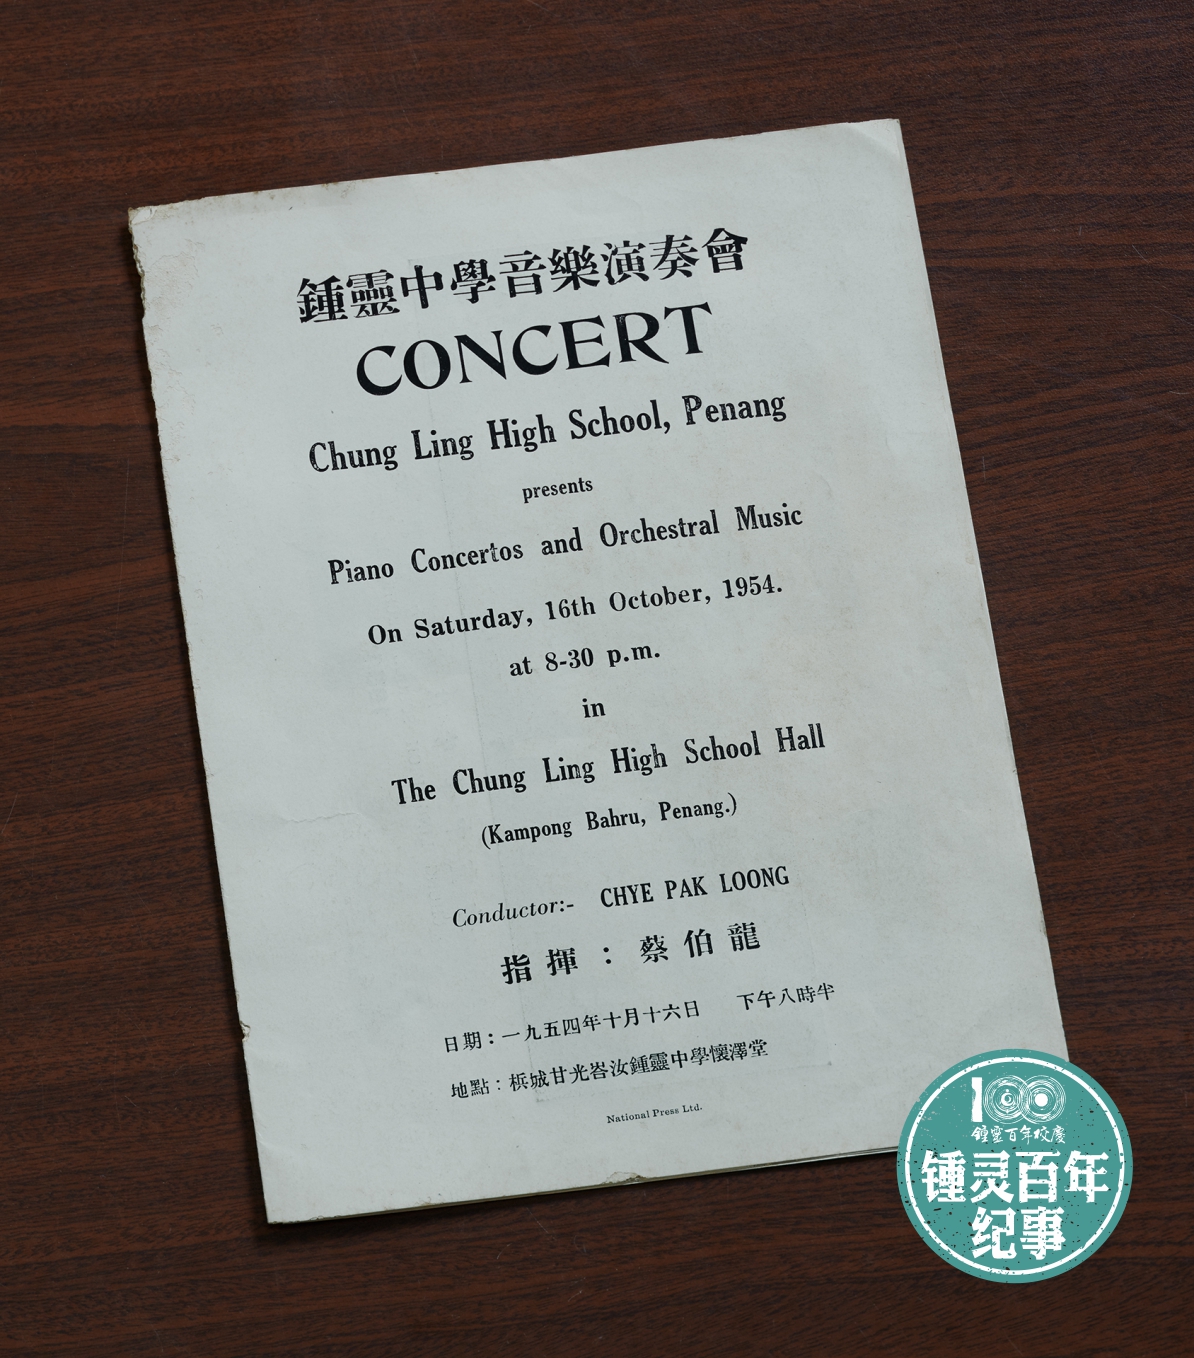 鍾靈中學音樂演奏會
CONCERT
Chung Ling High School, Penang
presents
Piano Concertos and Orchestral Music
On Saturday, 16th October, 1954.
at 8-30 p.m.
in
The Chung Ling High School Hall
(Kampong Bahru, Penang.)
Conductor:- CHYE PAK LOONG
指揮：蔡伯龍
日期：一九五四年十月十六日 下午八時半
地點：梹城甘光峇汝鍾靈中學懷澤堂
National Press Ltd.
100
鍾靈百年校慶
锺灵百年
纪事